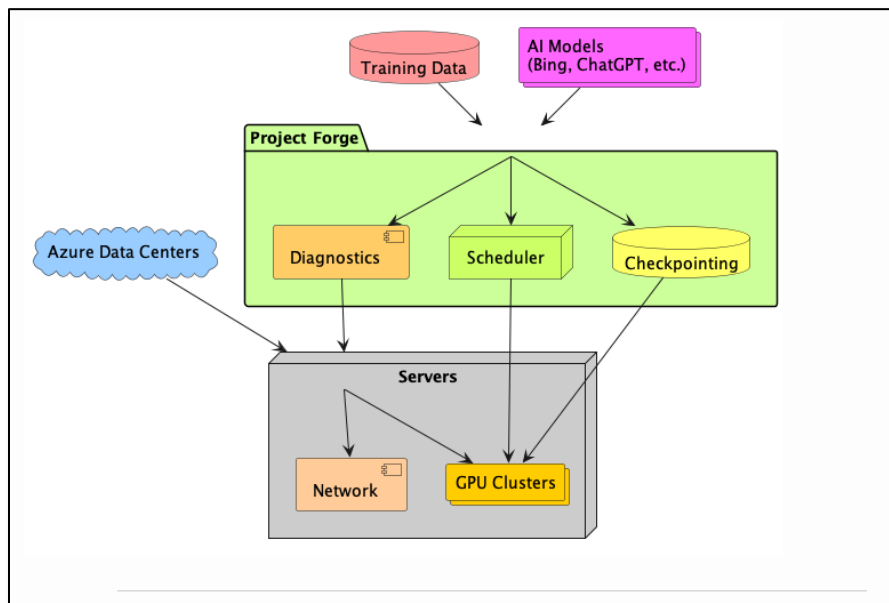 Training Data
AI Models
(Bing, ChatGPT, etc.)
Project Forge
Azure Data Centers
Diagnostics
Scheduler
Checkpointing
Servers
Network
GPU Clusters